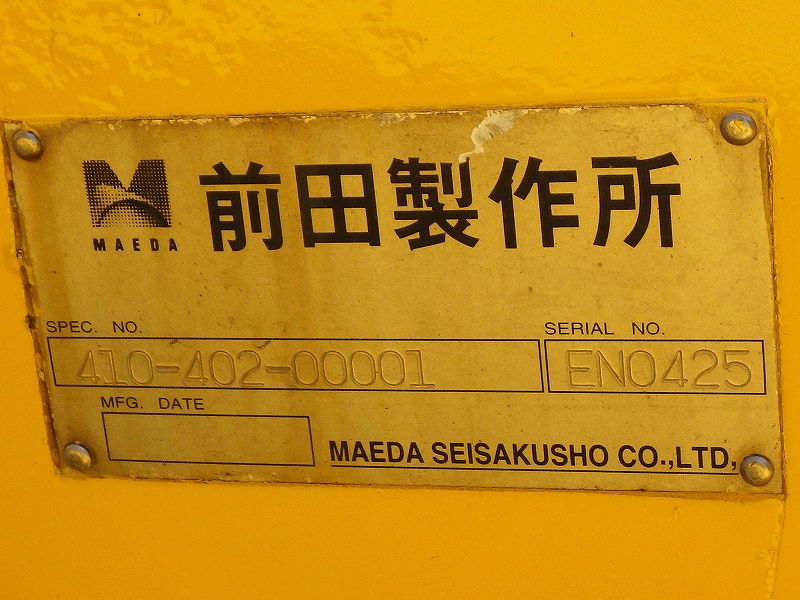 MAEDA
前田製作所
SPEC. NO.
410-402-00001
SERIAL NO.
EN0425
MFG. DATE
MAEDA SEISAKUSHO CO.,LTD,